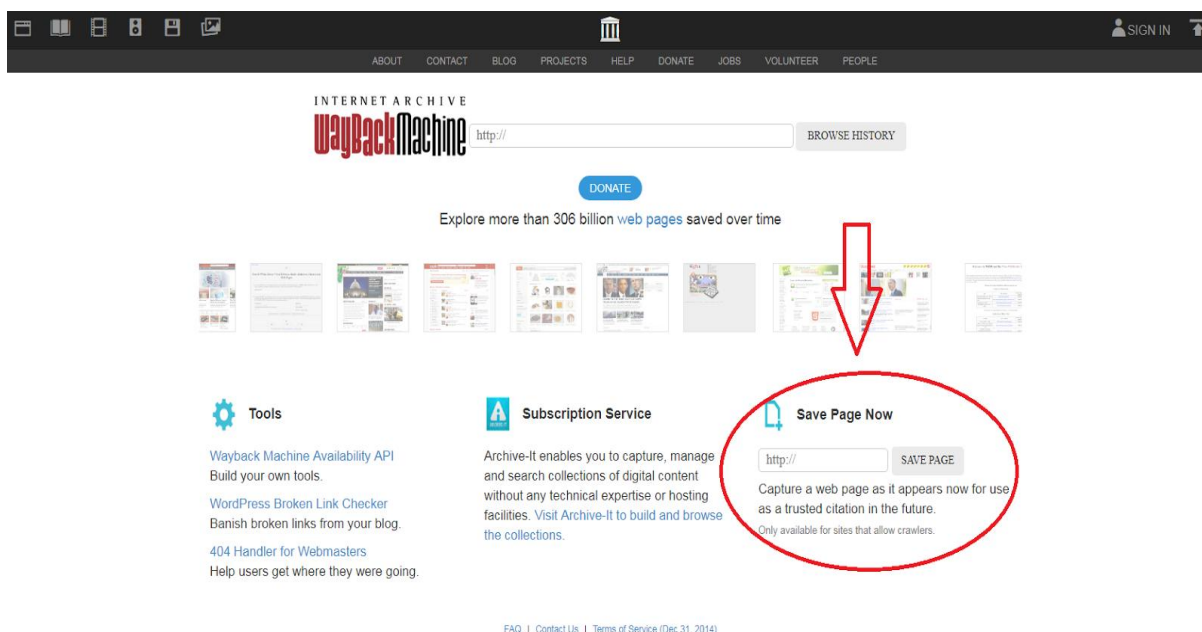 SIGN IN
ABOUT CONTACT BLOG PROJECTS HELP DONATE JOBS VOLUNTEER PEOPLE
INTERNET ARCHIVE
WayBackMachine
http://
BROWSE HISTORY
DONATE
Explore more than 306 billion web pages saved over time
Tools
Wayback Machine Availability API
Build your own tools.
WordPress Broken Link Checker
Banish broken links from your blog.
404 Handler for Webmasters
Help users get where they were going.
Subscription Service
Archive-It enables you to capture, manage
and search collections of digital content
without any technical expertise or hosting
facilities. Visit Archive-It to build and browse
the collections.
Save Page Now
http://
SAVE PAGE
Capture a web page as it appears now for use
as a trusted citation in the future.
Only available for sites that allow crawlers.
FAQ | Contact Us | Terms of Service (Dec 31, 2014)